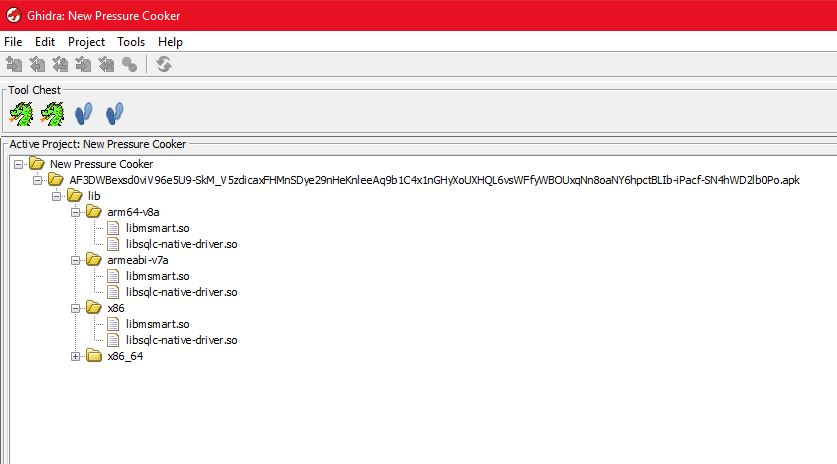 Ghidra: New Pressure Cooker
File Edit Project Tools Help
Tool Chest
Active Project: New Pressure Cooker
New Pressure Cooker
AF3DWBexsd0viV96e5U9-SkM_V5zdicaxFHMnSDye29nHeKnleeAq9b1C4x1nGHyXoUXHQL6vsWFfyWBOUxqNn8oaNY6hpctBLIb-iPacf-SN4hWD2lb0Po.apk
lib
arm64-v8a
libmsmart.so
libsqlc-native-driver.so
armeabi-v7a
libmsmart.so
libsqlc-native-driver.so
x86
libmsmart.so
libsqlc-native-driver.so
x86_64